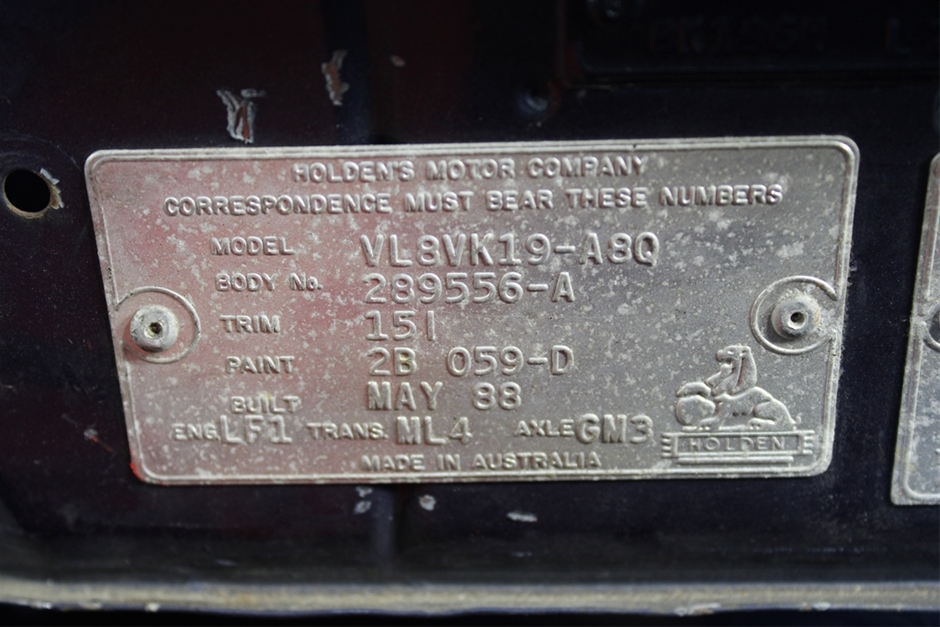 HOLDEN'S MOTOR COMPANY
CORRESPONDENCE MUST BEAR THESE NUMBERS
MODEL VL8VK19-A8Q
BODY No. 289556-A
TRIM 15I
PAINT 2B 059-D
BUILT MAY 88
ENG. LF1 TRANS. ML4 AXLE GM3
HOLDEN
MADE IN AUSTRALIA